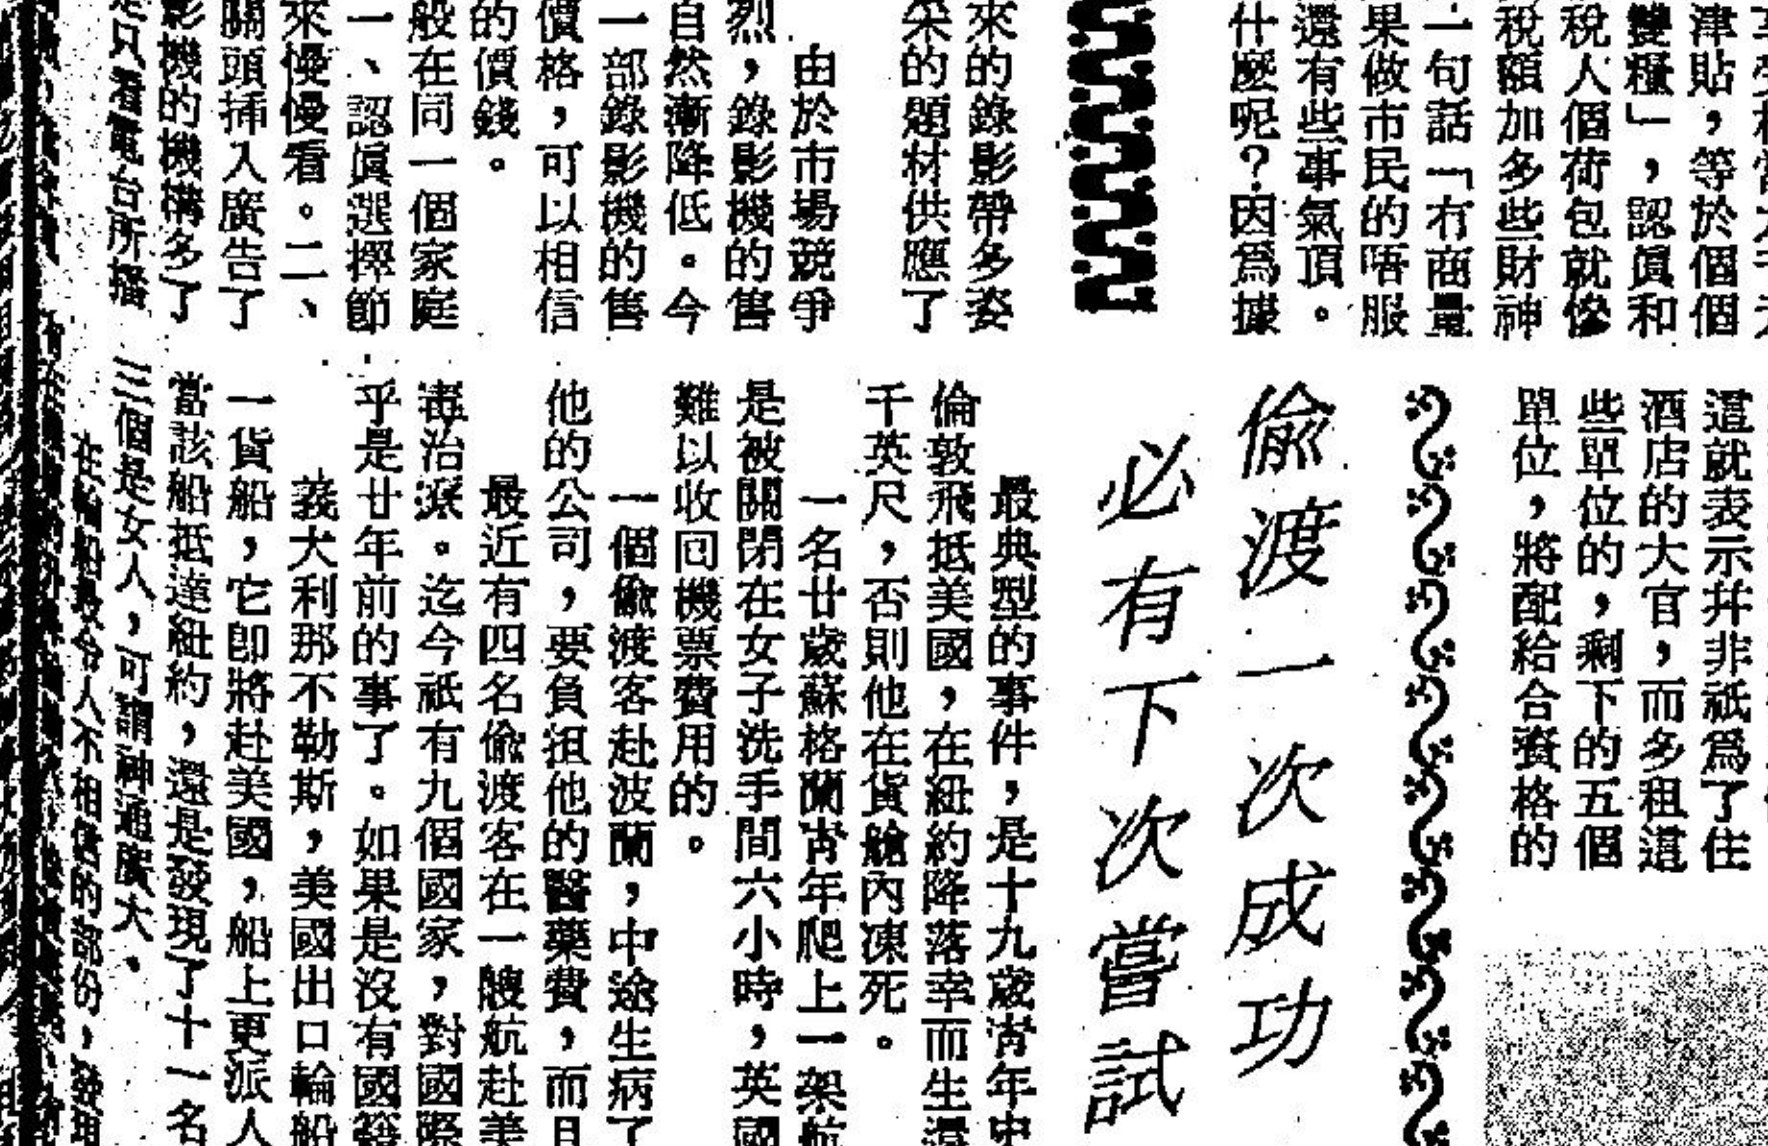 津貼，等於個個
雙糧」，認眞和
稅人個荷包就慘
稅額加多些財神
一句話「冇商量
果做市民的唔服
還有些事氣頂。
什麼呢？因爲據
來的錄影帶多姿
采的題材供應了
由於市場競爭
烈，錄影機的售
自然漸降低。今
一部錄影機的售
價格，可以相信
的價錢。
般在同一個家庭
一、認眞選擇節
來慢慢看。二、
關頭揷入廣告了
影機的機構多了
是只看電台所播
這就表示幷非祇爲了住
酒店的大官，而多租這
些單位的，剩下的五個
單位，將配給合資格的
偷渡一次成功
必有下次嘗試
最典型的事件，是十九歲靑年史
倫敦飛抵美國，在紐約降落幸而生還
千英尺，否則他在貨艙內凍死。
一名廿歲蘇格蘭靑年爬上一架航
是被關閉在女子洗手間六小時，英國
難以收回機票費用的。
一個偷渡客赴波蘭，中途生病了
他的公司，要負担他的醫藥費，而且
最近有四名偷渡客在一艘航赴美
毒治療。迄今祇有九個國家，對國際
乎是廿年前的事了。如果是沒有國籍
義大利那不勒斯，美國出口輪船
一貨船，它卽將赴美國，船上更派人
當該船抵達紐約，還是發現了十一名
三個是女人，可謂神通廣大。
在輪船最令人不相信的部份，發現